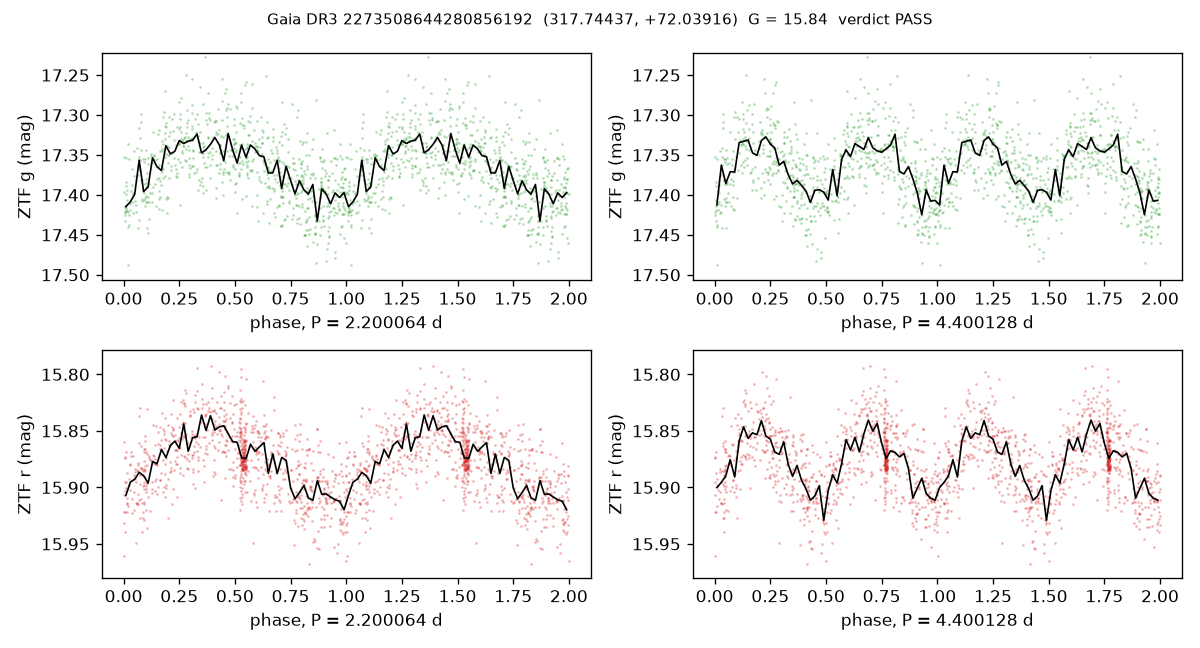 Gaia DR3 2273508644280856192 (317.74437, +72.03916) G = 15.84 verdict PASS
ZTF g (mag)
17.25
17.30
17.35
17.40
17.45
17.50
0.00 0.25 0.50 0.75 1.00 1.25 1.50 1.75 2.00
phase, P = 2.200064 d
ZTF g (mag)
17.25
17.30
17.35
17.40
17.45
17.50
0.00 0.25 0.50 0.75 1.00 1.25 1.50 1.75 2.00
phase, P = 4.400128 d
ZTF r (mag)
15.80
15.85
15.90
15.95
0.00 0.25 0.50 0.75 1.00 1.25 1.50 1.75 2.00
phase, P = 2.200064 d
ZTF r (mag)
15.80
15.85
15.90
15.95
0.00 0.25 0.50 0.75 1.00 1.25 1.50 1.75 2.00
phase, P = 4.400128 d